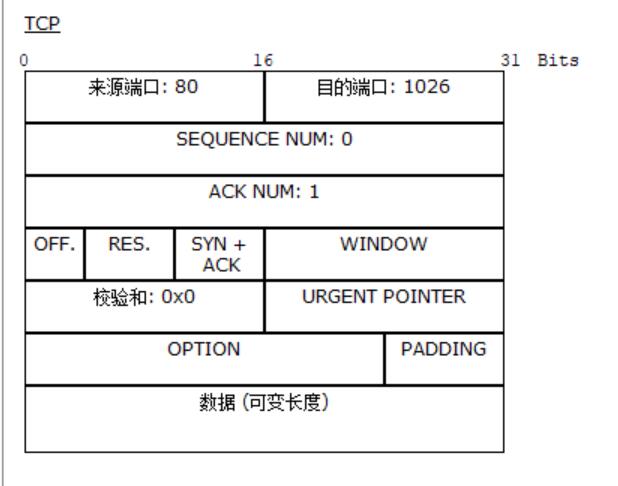 TCP
0 16 31 Bits
来源端口: 80 目的端口: 1026
SEQUENCE NUM: 0
ACK NUM: 1
OFF. RES. SYN + WINDOW
ACK
校验和: 0x0 URGENT POINTER
OPTION PADDING
数据 (可变长度)